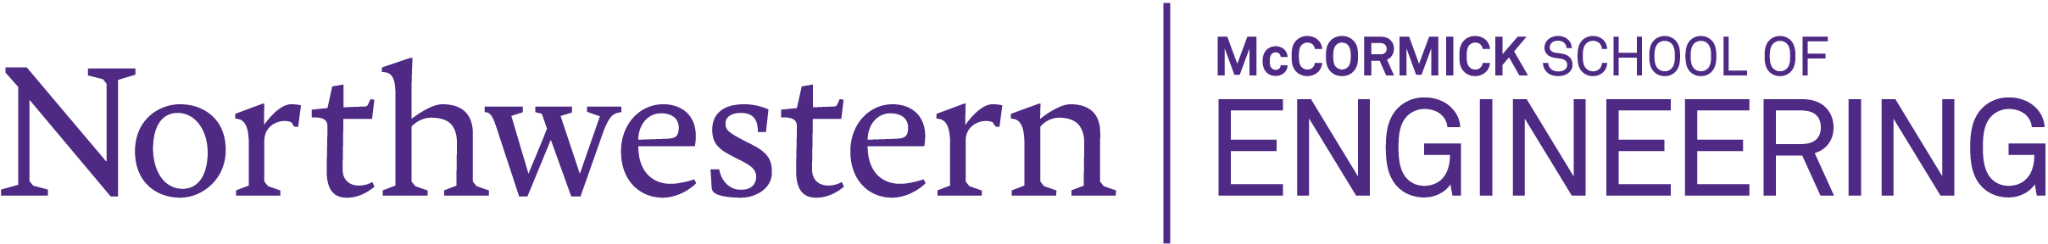 Northwestern
McCORMICK SCHOOL OF
ENGINEERING